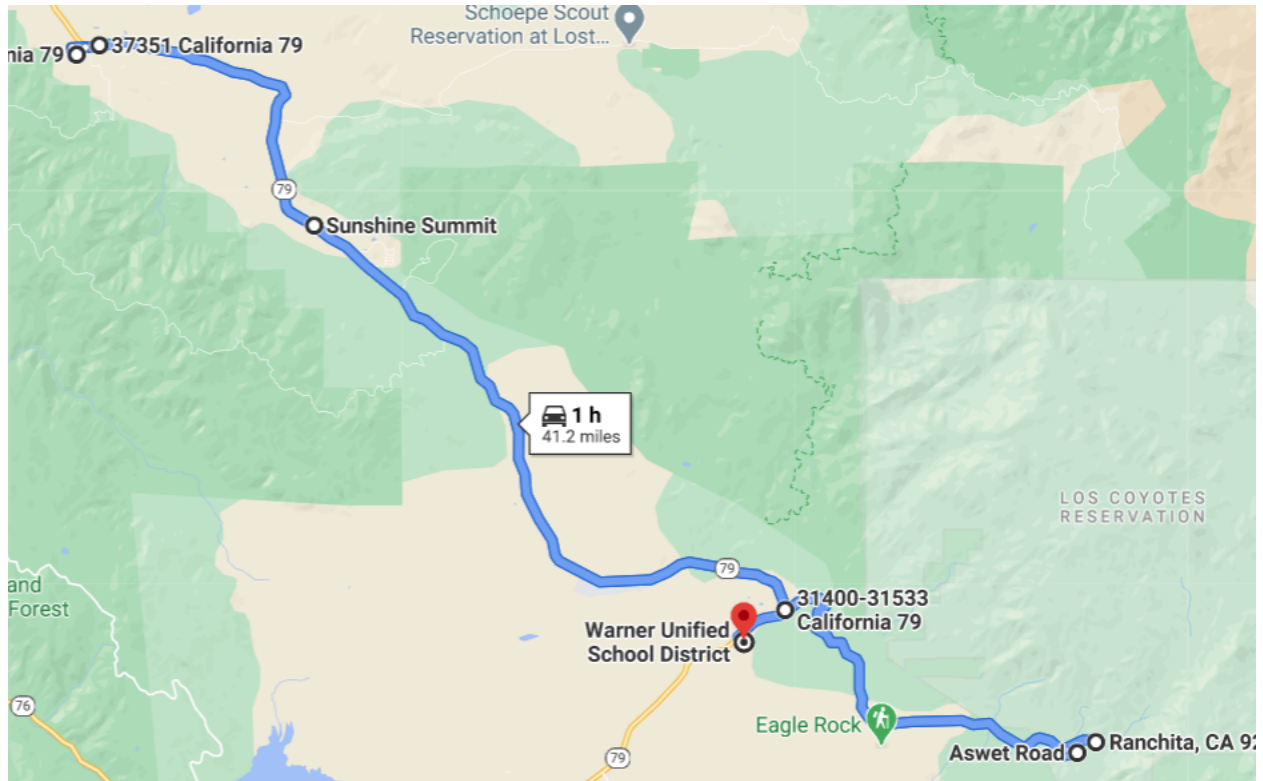 Schoepe Scout
Reservation at Lost...
37351 California 79
nia 79
79
Sunshine Summit
1 h
41.2 miles
LOS COYOTES
RESERVATION
79
and
Forest
31400-31533
California 79
Warner Unified
School District
76
Eagle Rock
Ranchita, CA 92
Aswet Road
79